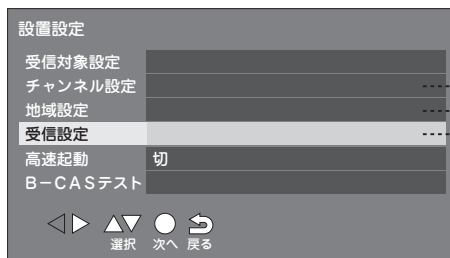 設置設定
受信対象設定
チャンネル設定
地域設定
受信設定
高速起動 切
B－CASテスト
選択 次へ 戻る